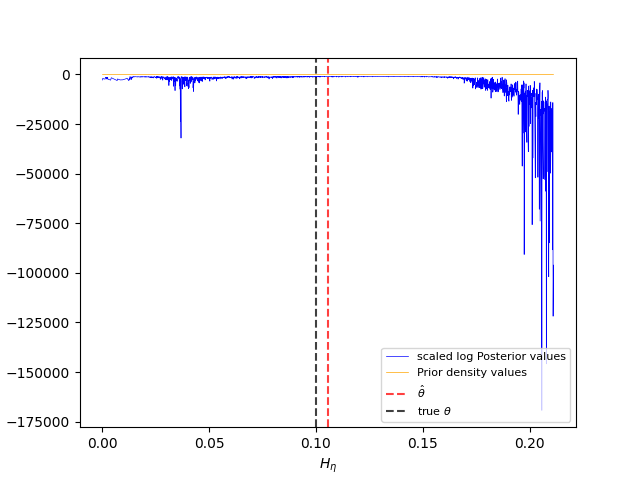 0
−25000
−50000
−75000
−100000
−125000
−150000
−175000
0.00 0.05 0.10 0.15 0.20
H_η
scaled log Posterior values
Prior density values
θ̂
true θ